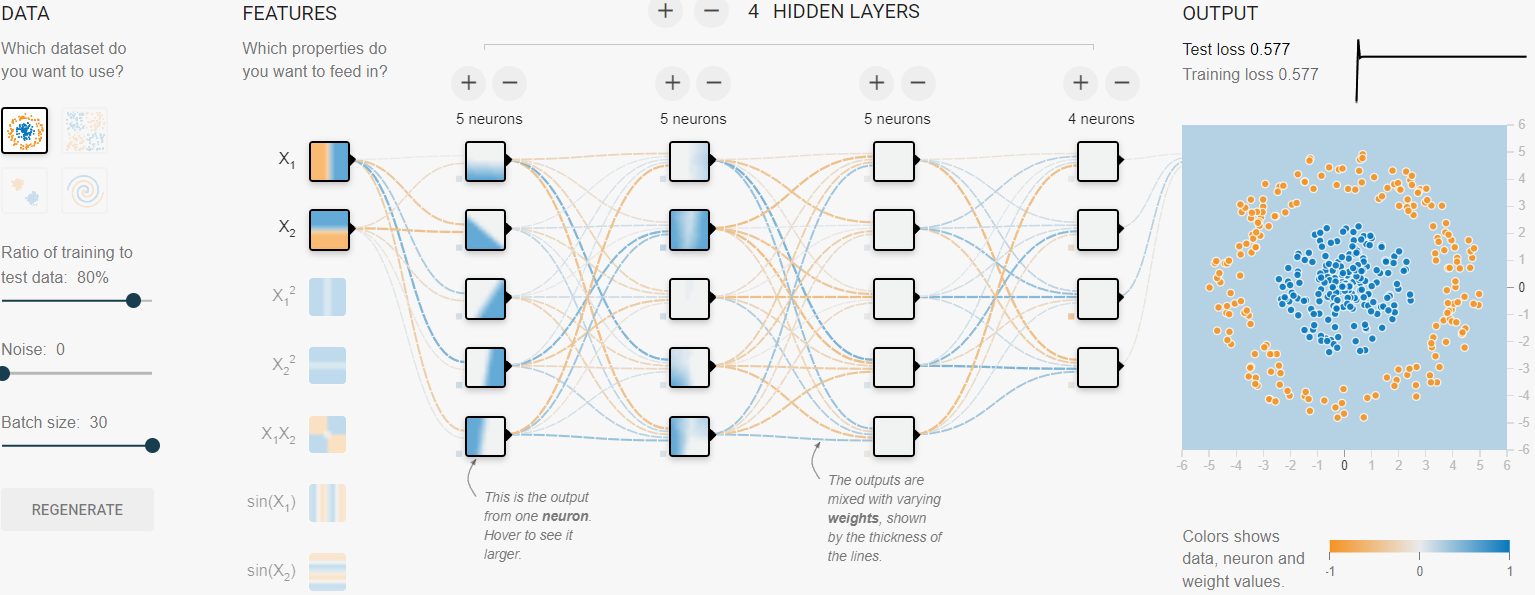 DATA
Which dataset do
you want to use?
Ratio of training to
test data: 80%
Noise: 0
Batch size: 30
REGENERATE
FEATURES
Which properties do
you want to feed in?
X1
X2
X1²
X2²
X1X2
sin(X1)
sin(X2)
+ − 4 HIDDEN LAYERS
+ − + − + − + −
5 neurons 5 neurons 5 neurons 4 neurons
This is the output
from one neuron.
Hover to see it
larger.
The outputs are
mixed with varying
weights, shown
by the thickness of
the lines.
OUTPUT
Test loss 0.577
Training loss 0.577
6
5
4
3
2
1
0
-1
-2
-3
-4
-5
-6
-6 -5 -4 -3 -2 -1 0 1 2 3 4 5 6
Colors shows
data, neuron and
weight values.
-1 0 1